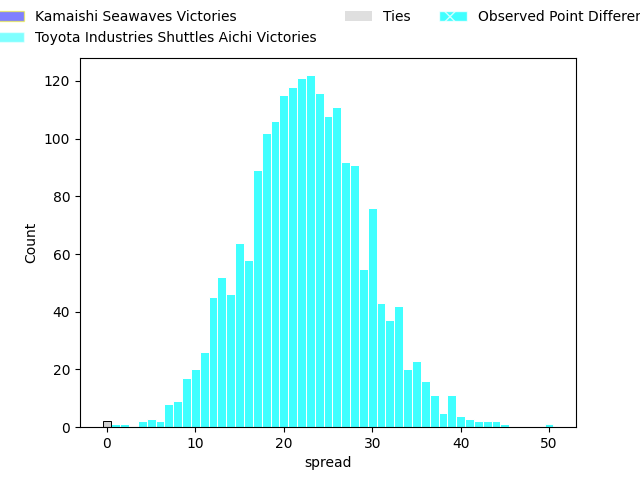 Kamaishi Seawaves Victories
Ties
Observed Point Differen
Toyota Industries Shuttles Aichi Victories
120
100
80
60
40
20
0
Count
0 10 20 30 40 50
spread